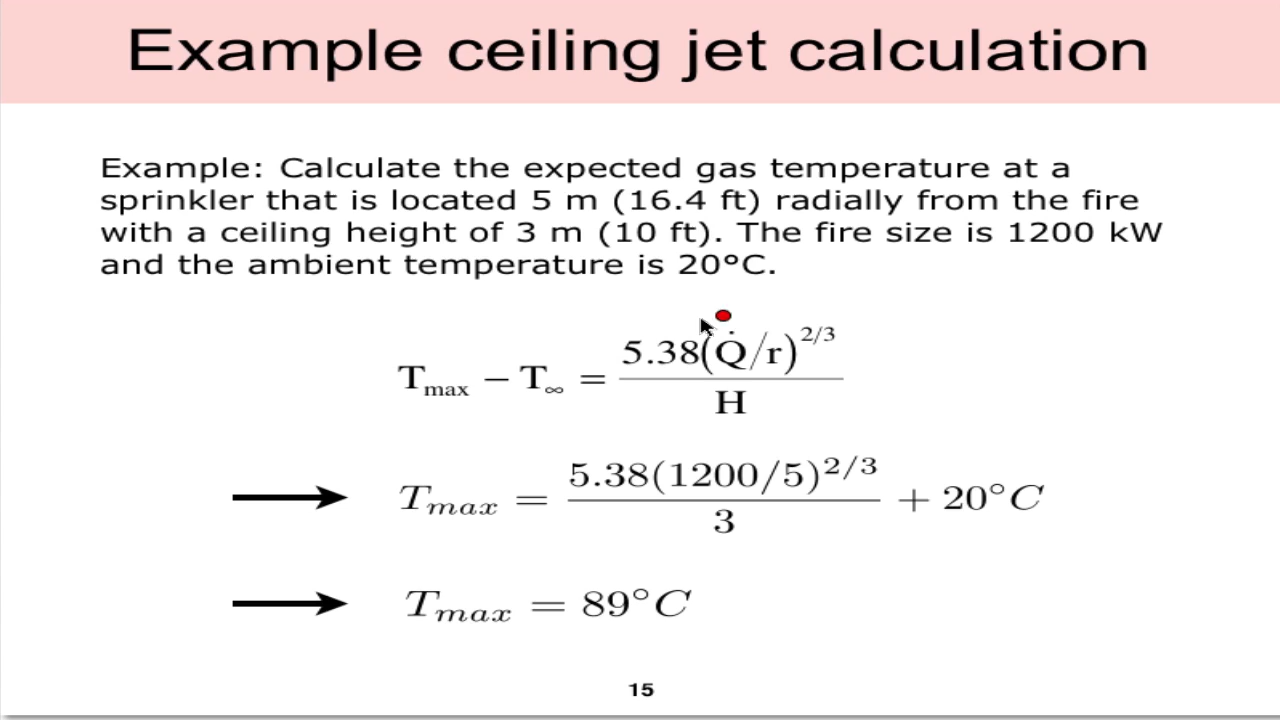 Example ceiling jet calculation
Example: Calculate the expected gas temperature at a
sprinkler that is located 5 m (16.4 ft) radially from the fire
with a ceiling height of 3 m (10 ft). The fire size is 1200 kW
and the ambient temperature is 20°C.
T_max − T_∞ = 5.38(Q̇/r)^2/3 / H
T_max = 5.38(1200/5)^2/3 / 3 + 20°C
T_max = 89°C
15